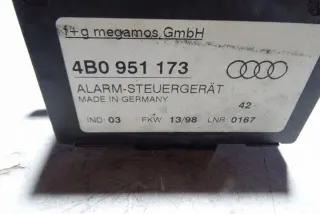 f+g megamos GmbH
4B0 951 173
ALARM-STEUERGERÄT
MADE IN GERMANY
42
IND 03 FKW 13/98 LNR 0167